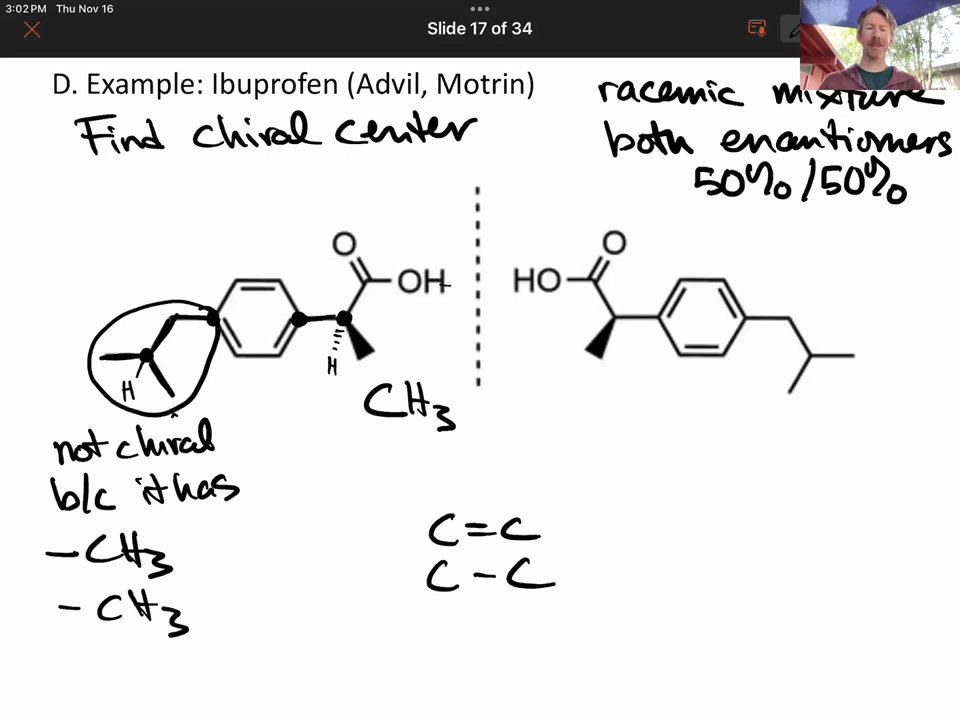 3:02 PM Thu Nov 16
Slide 17 of 34
D. Example: Ibuprofen (Advil, Motrin)
racemic mixture
both enantiomers
50%/50%
Find chiral center
O
OH
H
CH3
HO
O
H
not chiral
b/c it has
-CH3
-CH3
C=C
C-C